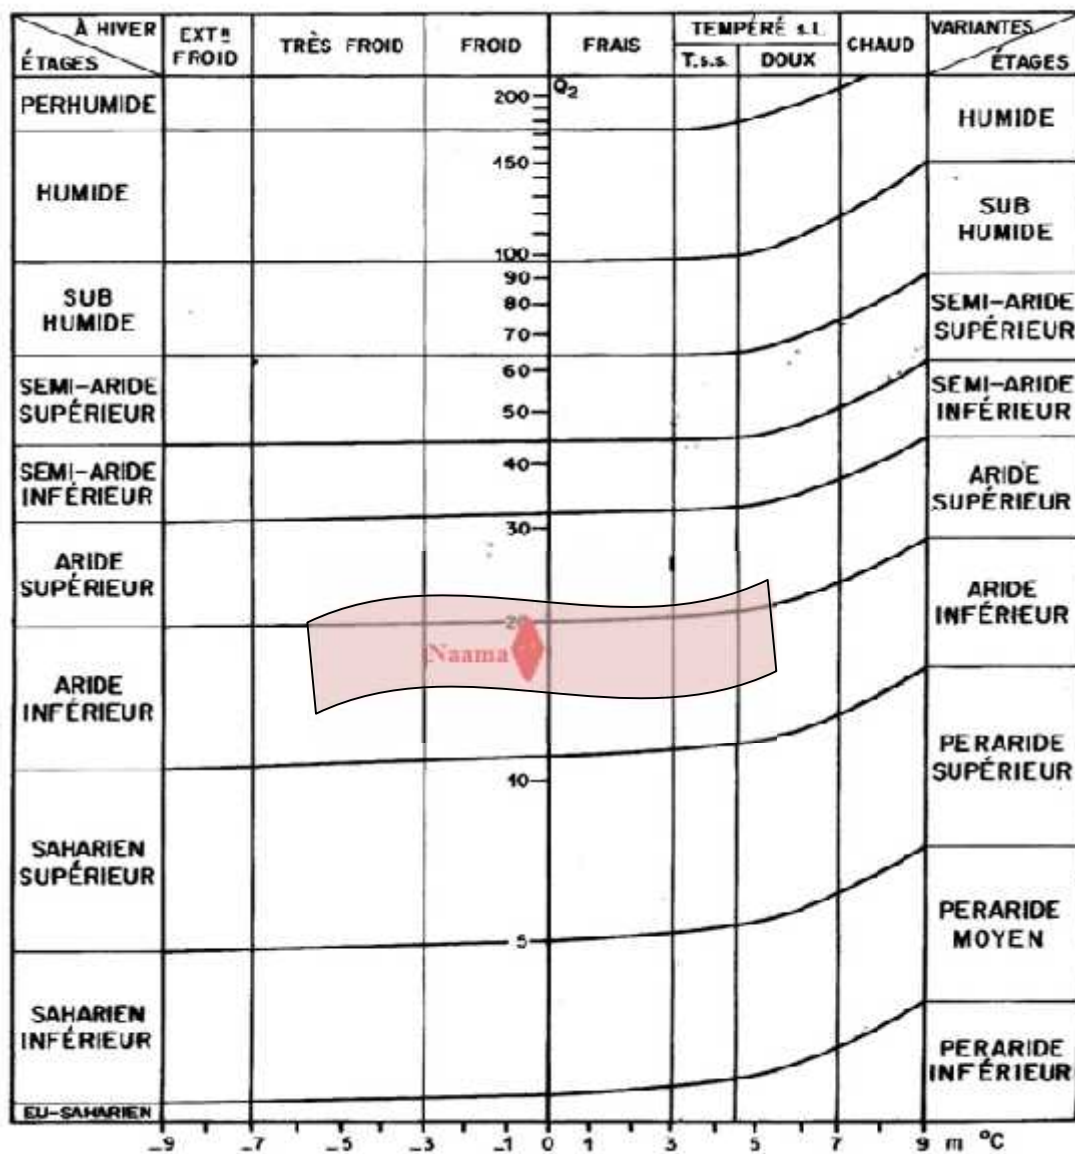 À HIVER
ÉTAGES
EXTᵗ
FROID
TRÈS FROID
FROID
FRAIS
TEMPÉRÉ s.l.
T.s.s.
DOUX
CHAUD
VARIANTES
ÉTAGES
PERHUMIDE
HUMIDE
SUB
HUMIDE
SEMI-ARIDE
SUPÉRIEUR
SEMI-ARIDE
INFÉRIEUR
ARIDE
SUPÉRIEUR
ARIDE
INFÉRIEUR
SAHARIEN
SUPÉRIEUR
SAHARIEN
INFÉRIEUR
EU-SAHARIEN
Q2
200
150
100
90
80
70
60
50
40
30
20
Naama
10
5
HUMIDE
SUB
HUMIDE
SEMI-ARIDE
SUPÉRIEUR
SEMI-ARIDE
INFÉRIEUR
ARIDE
SUPÉRIEUR
ARIDE
INFÉRIEUR
PERARIDE
SUPÉRIEUR
PERARIDE
MOYEN
PERARIDE
INFÉRIEUR
-9 -7 -5 -3 -1 0 1 3 5 7 9 m °C